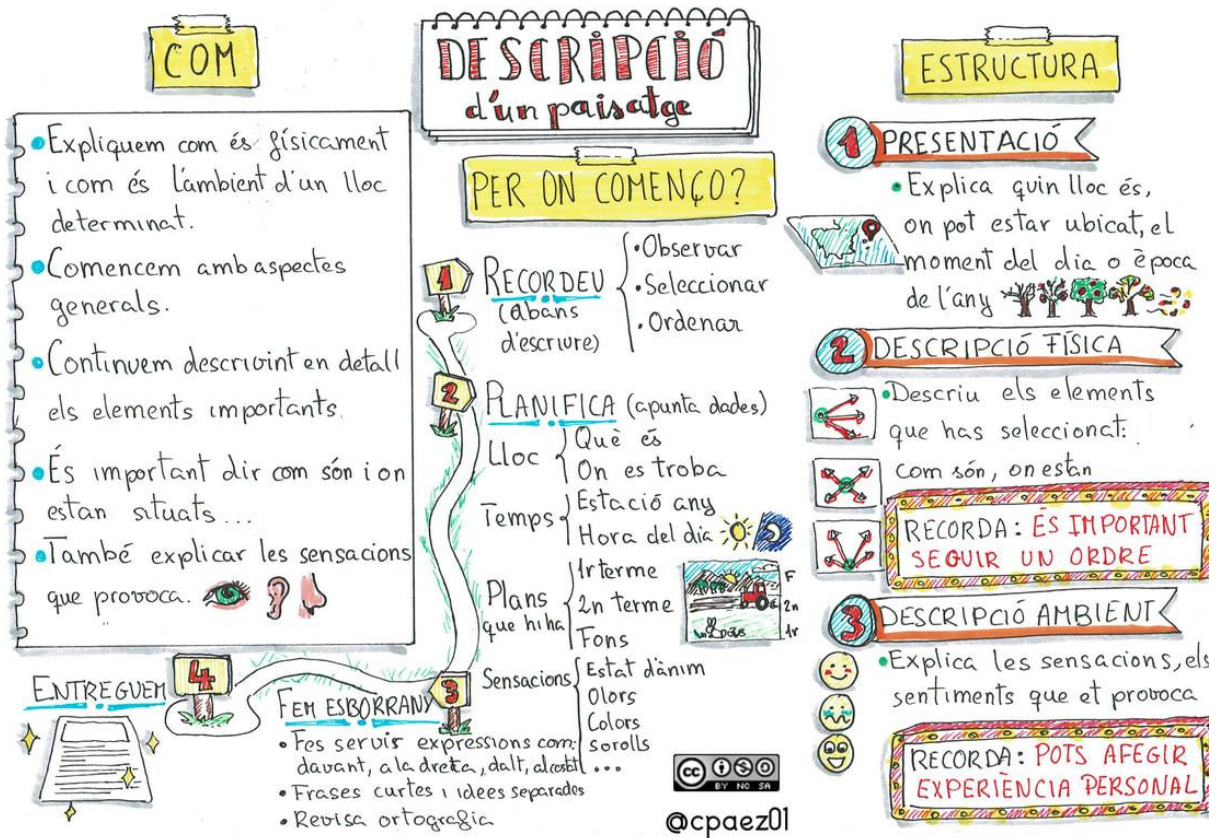 COM
• Expliquem com és físicament
i com és l'ambient d'un lloc
determinat.
• Comencem amb aspectes
generals.
• Continuem descrivint en detall
els elements importants.
• És important dir com són i on
estan situats...
• També explicar les sensacions
que provoca.
DESCRIPCIÓ
d'un paisatge
PER ON COMENÇO?
1
RECORDEU
(abans
d'escriure)
• Observar
• Seleccionar
• Ordenar
2
PLANIFICA (apunta dades)
Lloc
Què és
On es troba
Temps
Estació any
Hora del dia
Plans
que hi ha
1r terme
2n terme
Fons
F
2n
1r
Sensacions
Estat d'ànim
Olors
Colors
sorolls
...
3
FEM ESBORRANY
• Fes servir expressions com:
davant, a la dreta, dalt, al costat
• Frases curtes i idees separades
• Revisa ortografia
4
ENTREGUEM
ESTRUCTURA
1 PRESENTACIÓ
• Explica quin lloc és,
on pot estar ubicat, el
moment del dia o època
de l'any
2 DESCRIPCIÓ FÍSICA
• Descriu els elements
que has seleccionat:
com són, on estan
RECORDA: ÉS IMPORTANT
SEGUIR UN ORDRE
3 DESCRIPCIÓ AMBIENT
• Explica les sensacions, els
sentiments que et provoca
RECORDA: POTS AFEGIR
EXPERIÈNCIA PERSONAL
cc
BY NC SA
@cpaez01